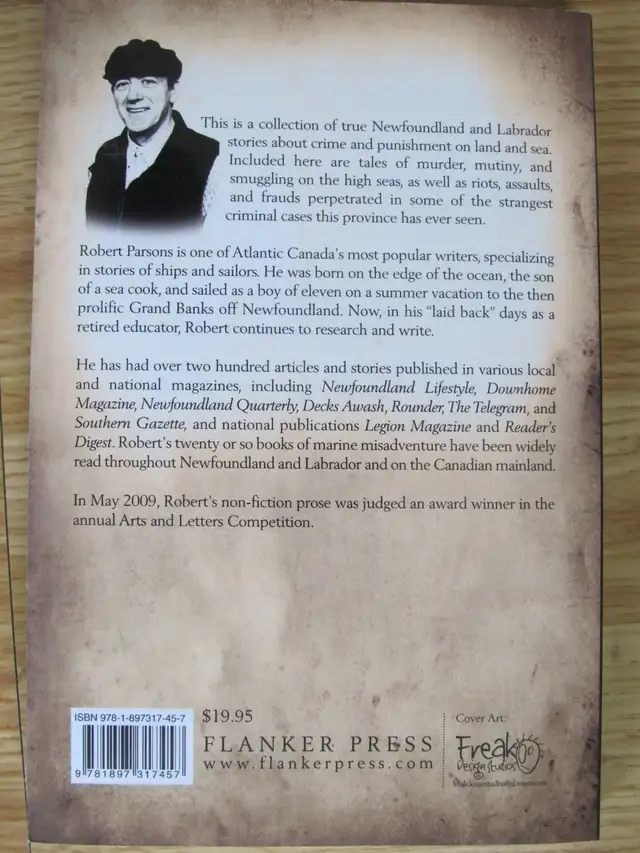 This is a collection of true Newfoundland and Labrador
stories about crime and punishment on land and sea.
Included here are tales of murder, mutiny, and
smuggling on the high seas, as well as riots, assaults,
and frauds perpetrated in some of the strangest
criminal cases this province has ever seen.
Robert Parsons is one of Atlantic Canada's most popular writers, specializing
in stories of ships and sailors. He was born on the edge of the ocean, the son
of a sea cook, and sailed as a boy of eleven on a summer vacation to the then
prolific Grand Banks off Newfoundland. Now, in his "laid back" days as a
retired educator, Robert continues to research and write.
He has had over two hundred articles and stories published in various local
and national magazines, including Newfoundland Lifestyle, Downhome
Magazine, Newfoundland Quarterly, Decks Awash, Rounder, The Telegram, and
Southern Gazette, and national publications Legion Magazine and Reader's
Digest. Robert's twenty or so books of marine misadventure have been widely
read throughout Newfoundland and Labrador and on the Canadian mainland.
In May 2009, Robert's non-fiction prose was judged an award winner in the
annual Arts and Letters Competition.
ISBN 978-1-897317-45-7
9 781897 317457
$19.95
FLANKER PRESS
www.flankerpress.com
Cover Art:
Freak
Design Studios